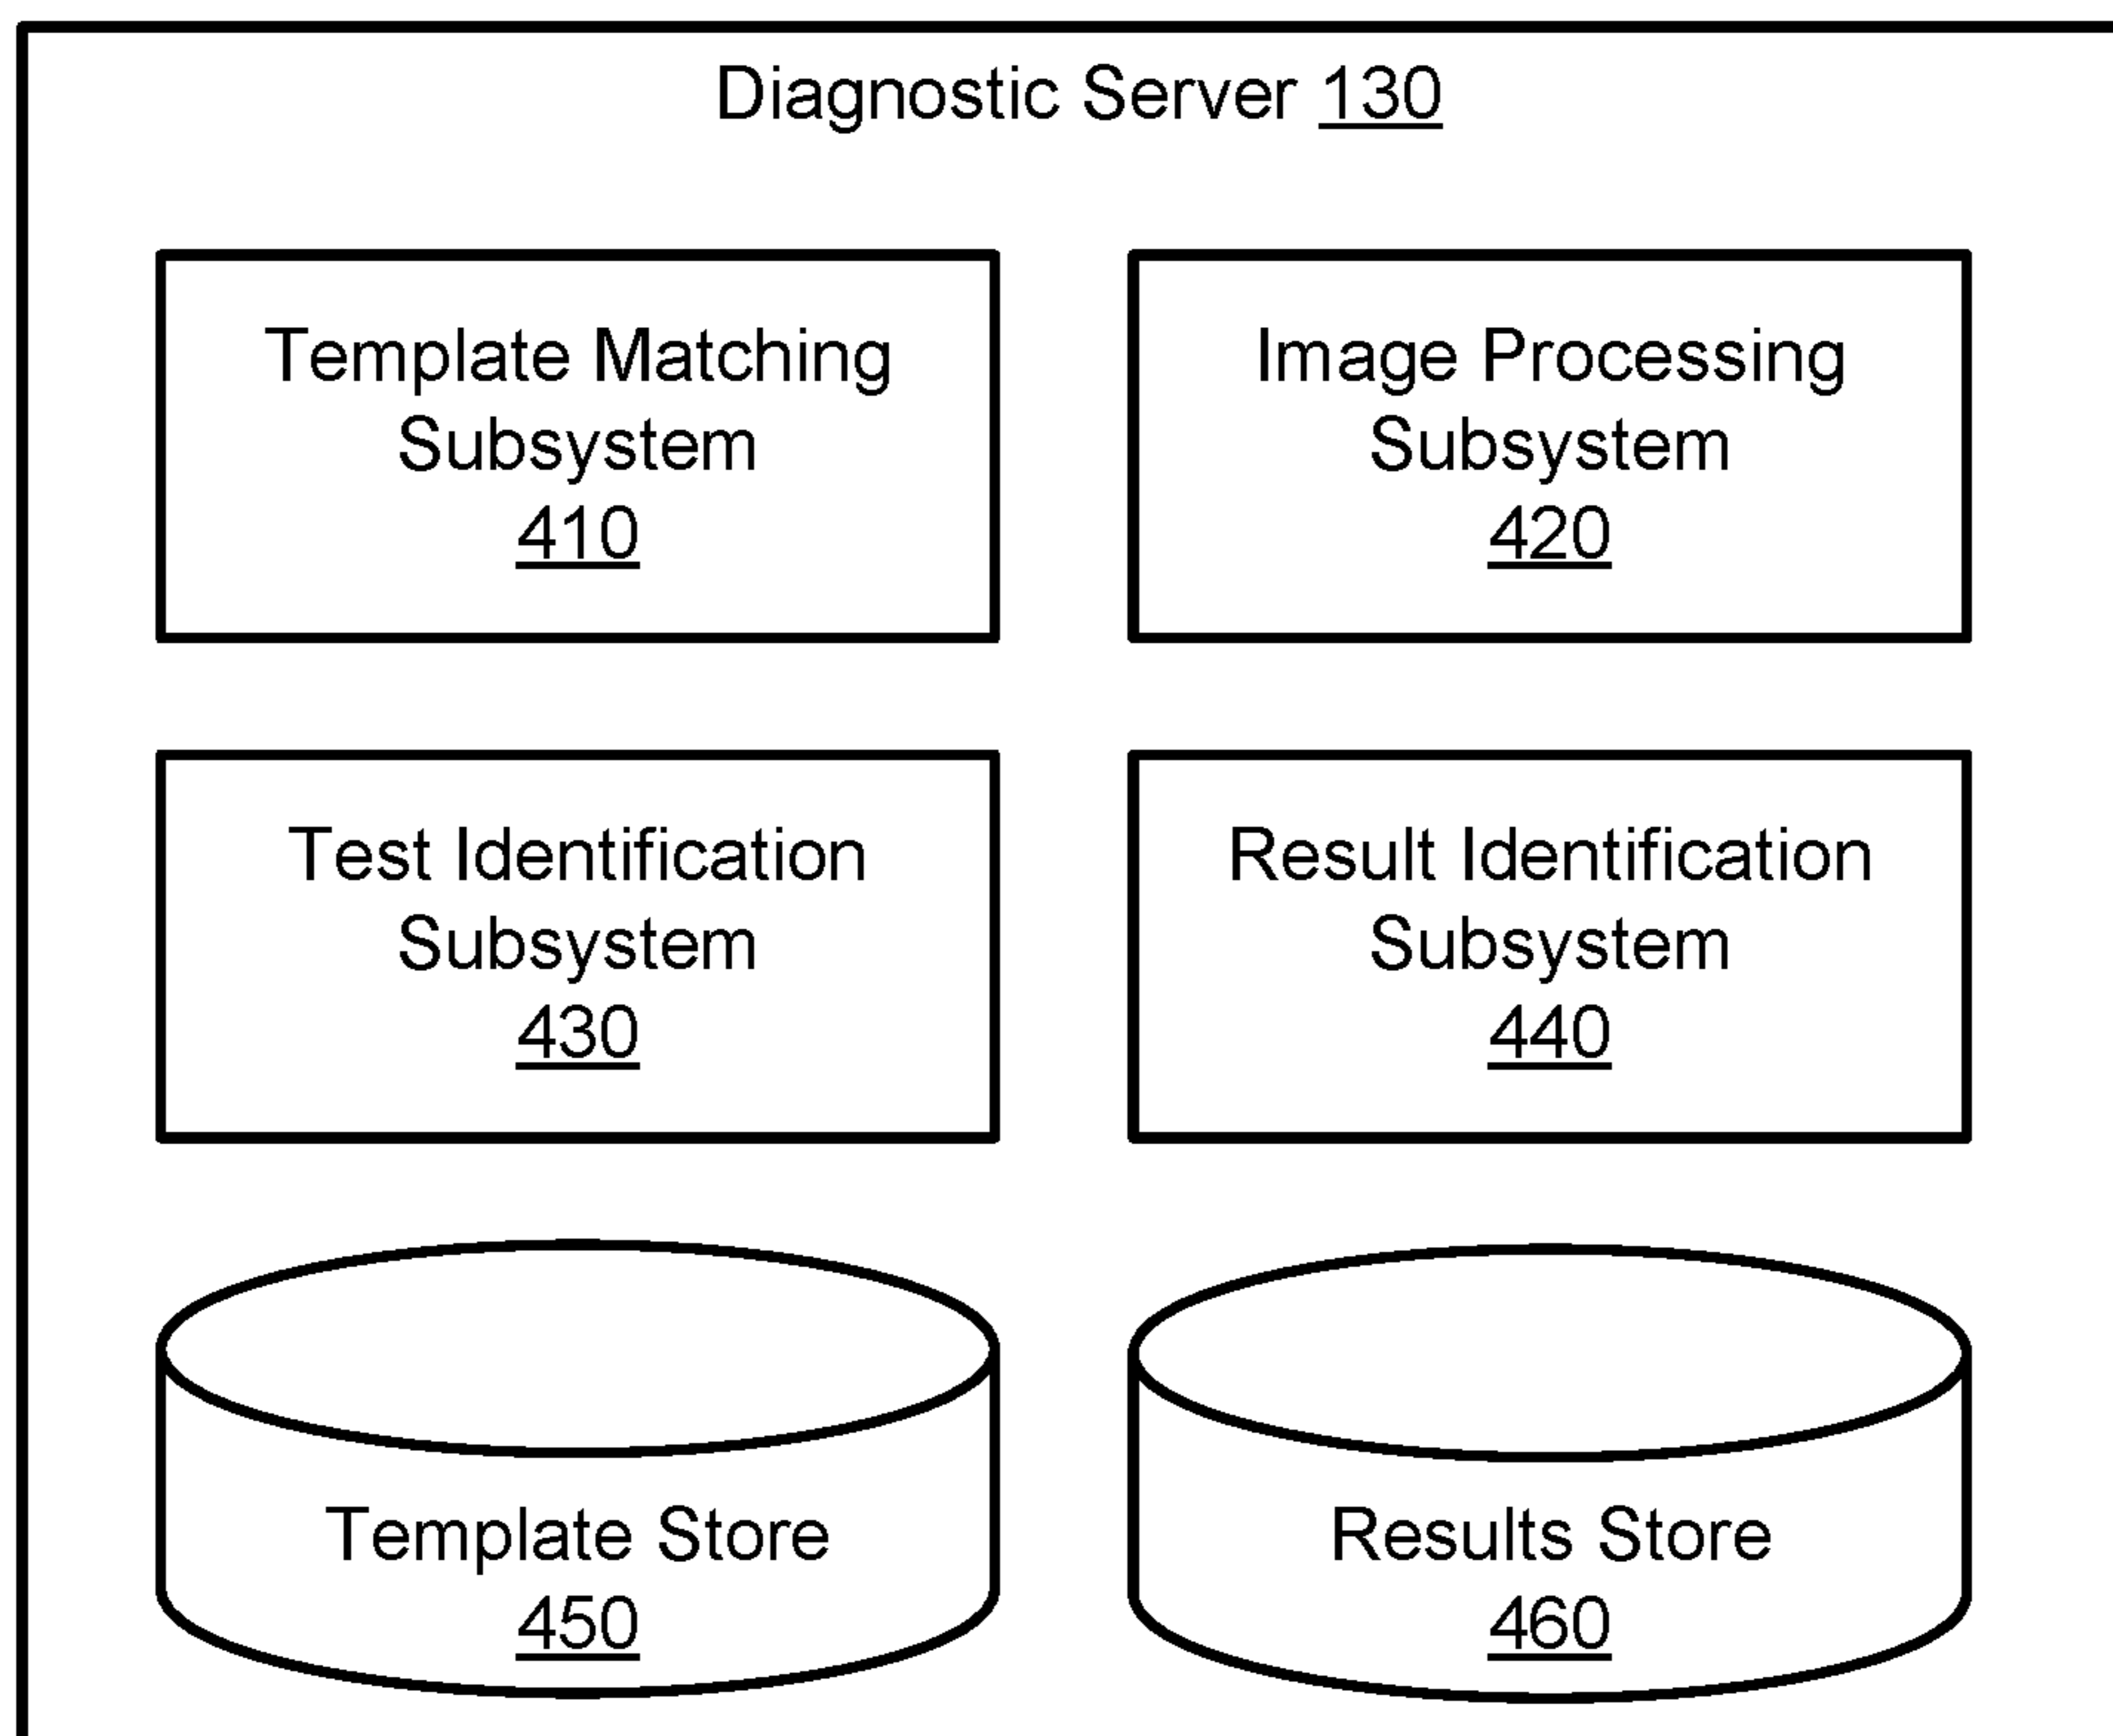 Diagnostic Server 130
Template Matching
Subsystem
410
Image Processing
Subsystem
420
Test Identification
Subsystem
430
Result Identification
Subsystem
440
Template Store
450
Results Store
460